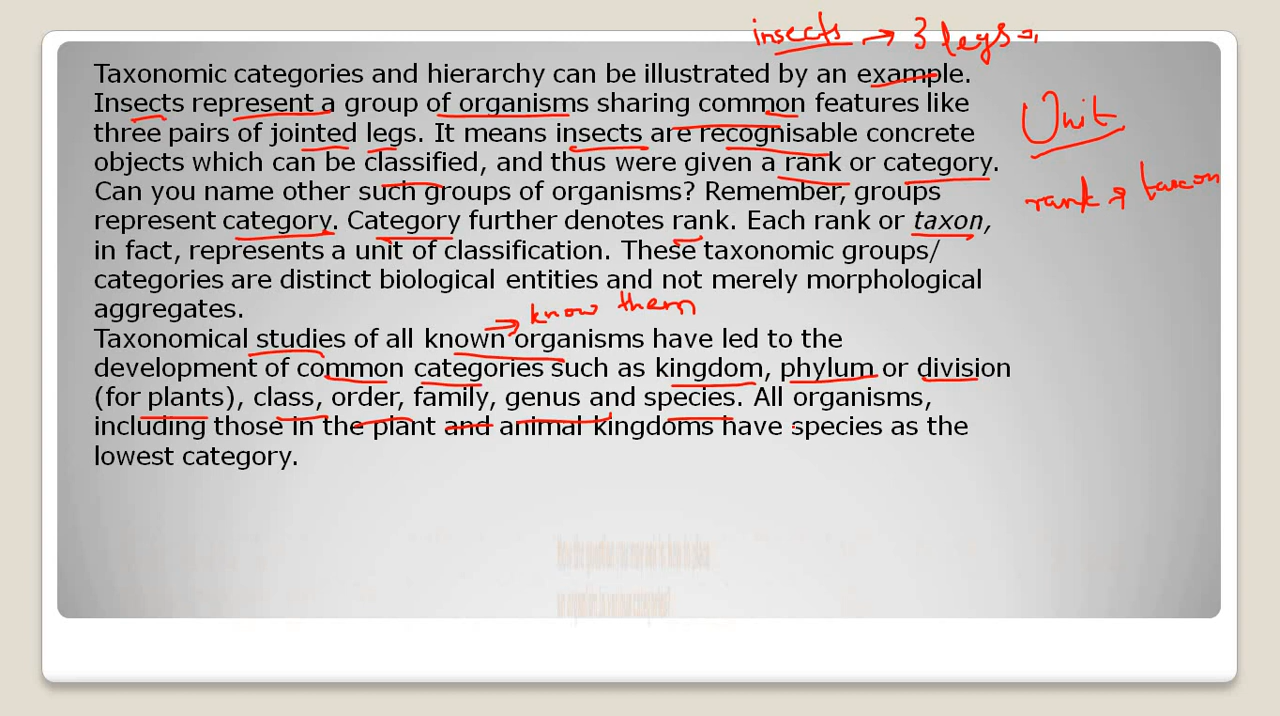 insects → 3 legs
Taxonomic categories and hierarchy can be illustrated by an example.
Insects represent a group of organisms sharing common features like
three pairs of jointed legs. It means insects are recognisable concrete
objects which can be classified, and thus were given a rank or category.
Can you name other such groups of organisms? Remember, groups
represent category. Category further denotes rank. Each rank or taxon,
in fact, represents a unit of classification. These taxonomic groups/
categories are distinct biological entities and not merely morphological
aggregates.
Unit
rank → taxon
→ know them
Taxonomical studies of all known organisms have led to the
development of common categories such as kingdom, phylum or division
(for plants), class, order, family, genus and species. All organisms,
including those in the plant and animal kingdoms have species as the
lowest category.